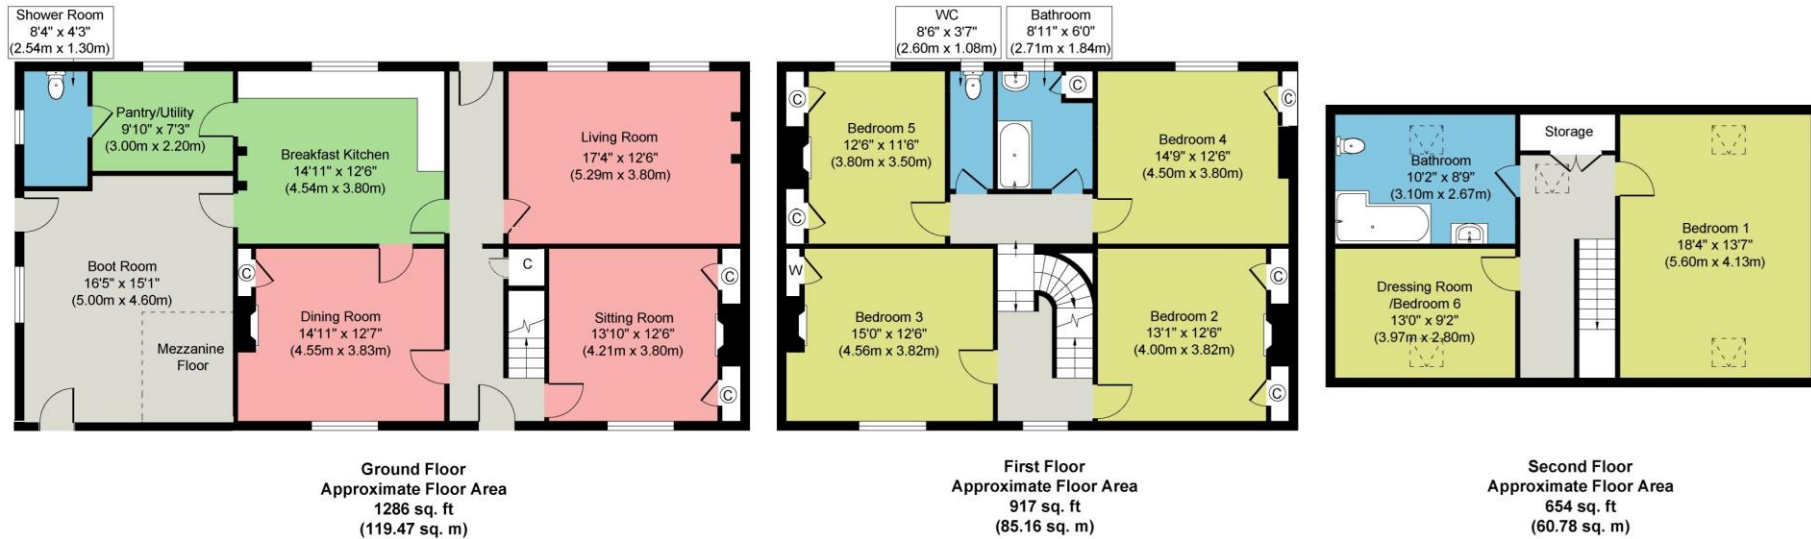 Shower Room
8'4" x 4'3"
(2.54m x 1.30m)
Pantry/Utility
9'10" x 7'3"
(3.00m x 2.20m)
Breakfast Kitchen
14'11" x 12'6"
(4.54m x 3.80m)
Living Room
17'4" x 12'6"
(5.29m x 3.80m)
Boot Room
16'5" x 15'1"
(5.00m x 4.60m)
Mezzanine
Floor
C
Dining Room
14'11" x 12'7"
(4.55m x 3.83m)
C
Sitting Room
13'10" x 12'6"
(4.21m x 3.80m)
C
C
Ground Floor
Approximate Floor Area
1286 sq. ft
(119.47 sq. m)
WC
8'6" x 3'7"
(2.60m x 1.08m)
Bathroom
8'11" x 6'0"
(2.71m x 1.84m)
C
C
Bedroom 5
12'6" x 11'6"
(3.80m x 3.50m)
C
Bedroom 4
14'9" x 12'6"
(4.50m x 3.80m)
C
W
Bedroom 3
15'0" x 12'6"
(4.56m x 3.82m)
Bedroom 2
13'1" x 12'6"
(4.00m x 3.82m)
C
C
First Floor
Approximate Floor Area
917 sq. ft
(85.16 sq. m)
Bathroom
10'2" x 8'9"
(3.10m x 2.67m)
Storage
Bedroom 1
18'4" x 13'7"
(5.60m x 4.13m)
Dressing Room
/Bedroom 6
13'0" x 9'2"
(3.97m x 2.80m)
Second Floor
Approximate Floor Area
654 sq. ft
(60.78 sq. m)